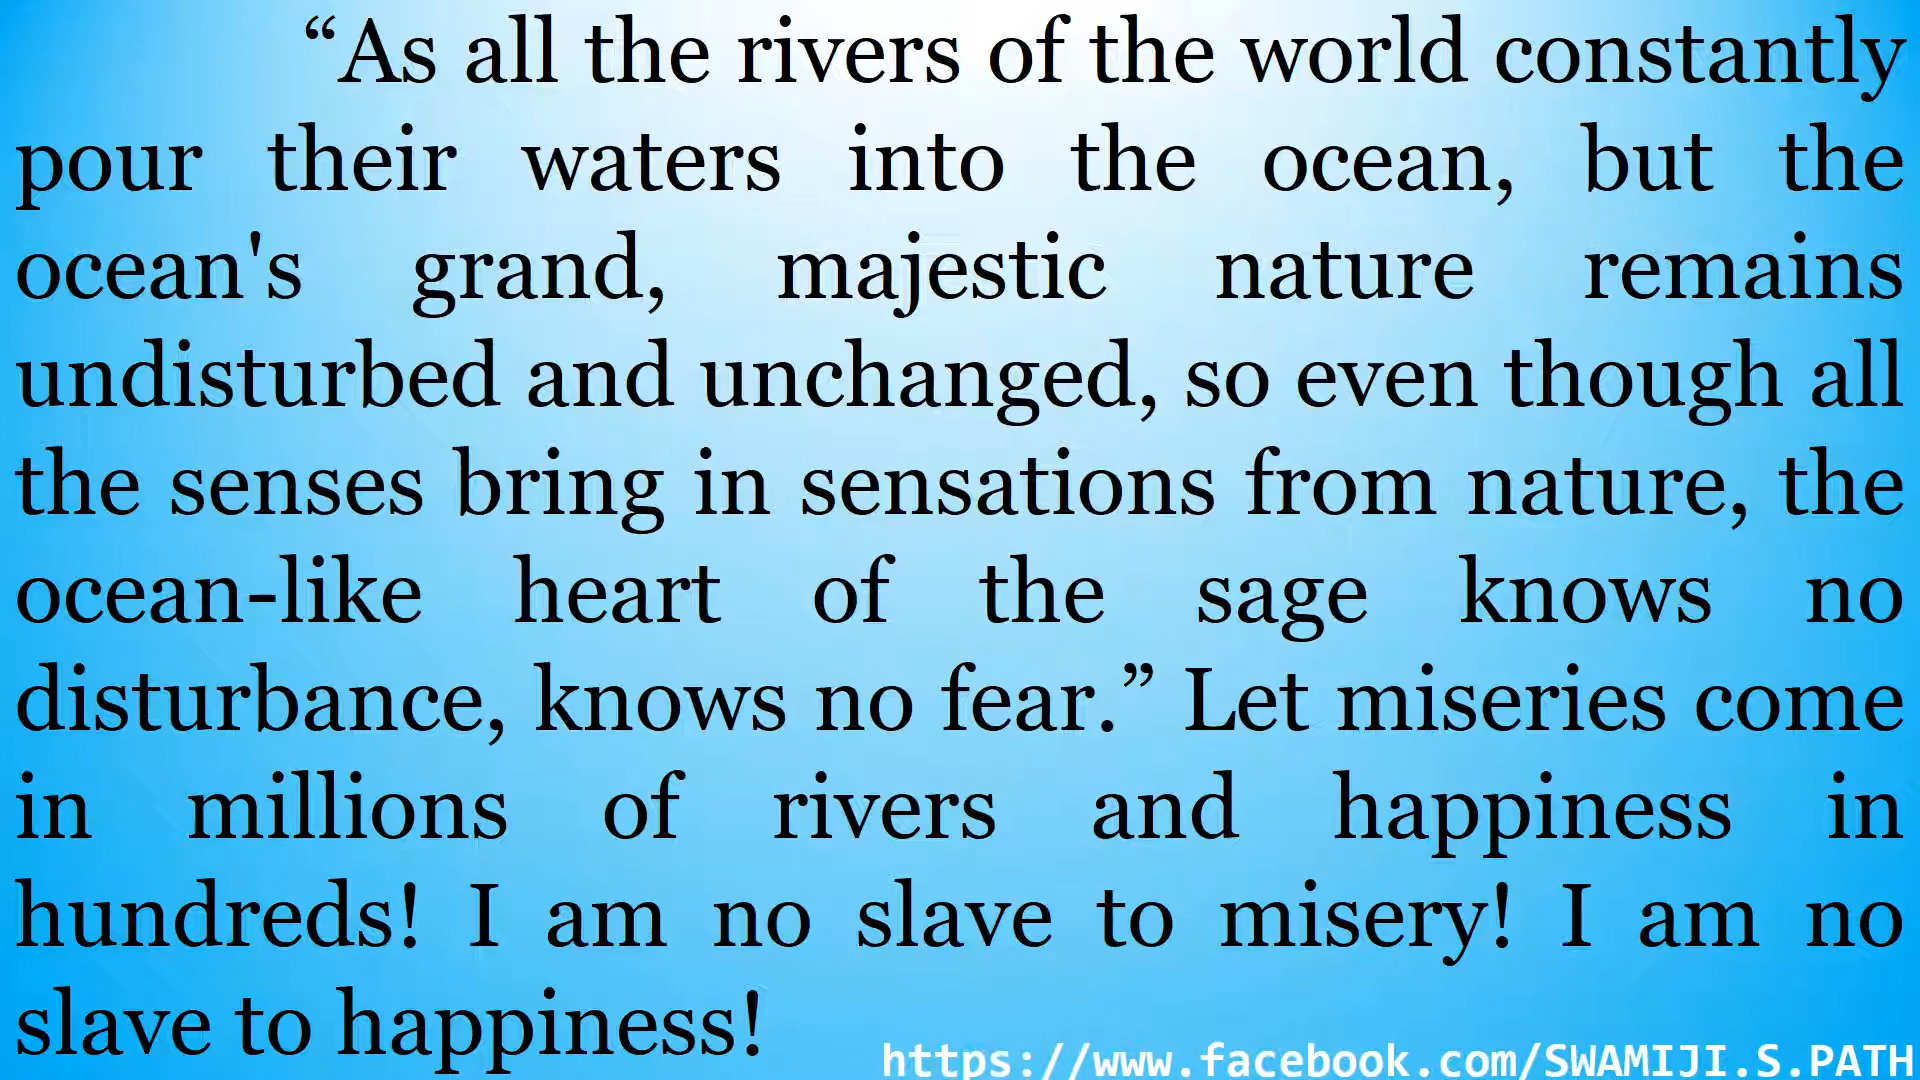 “As all the rivers of the world constantly
pour their waters into the ocean, but the
ocean's grand, majestic nature remains
undisturbed and unchanged, so even though all
the senses bring in sensations from nature, the
ocean-like heart of the sage knows no
disturbance, knows no fear.” Let miseries come
in millions of rivers and happiness in
hundreds! I am no slave to misery! I am no
slave to happiness!
https://www.facebook.com/SWAMIJI.S.PATH